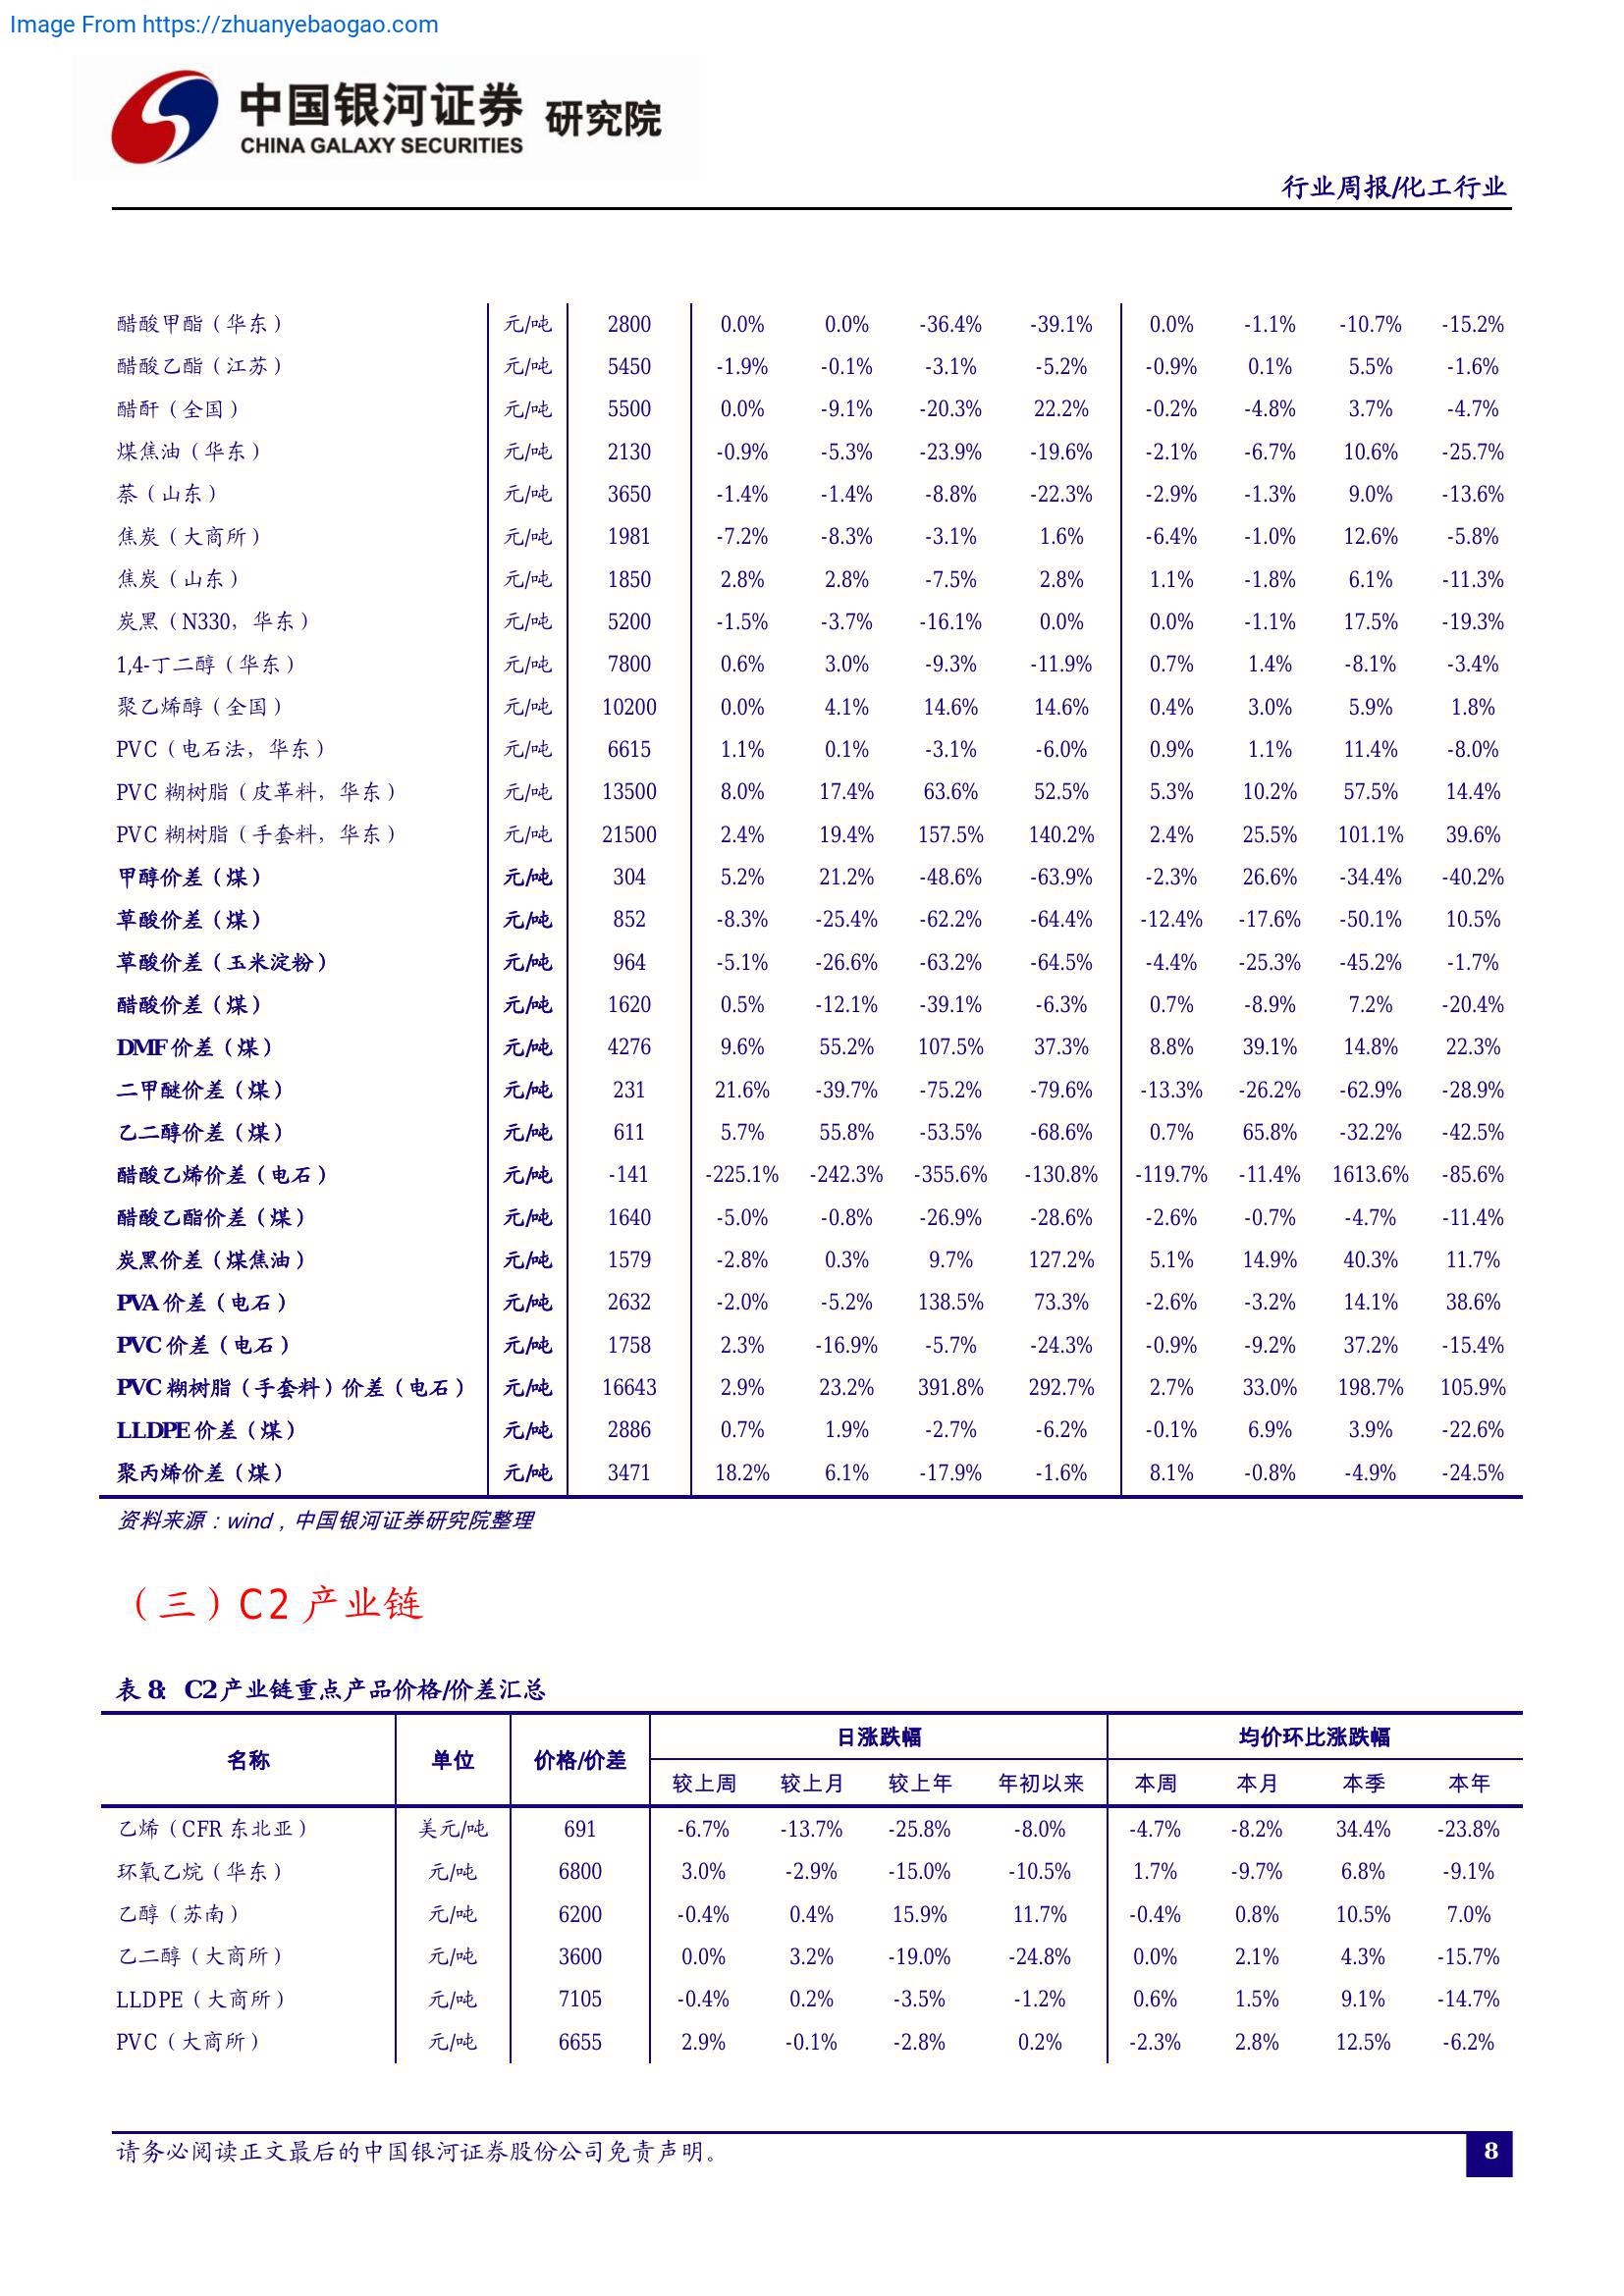 Image From https://zhuanyebaogao.com
中国银河证券 研究院
CHINA GALAXY SECURITIES
行业周报/化工行业
醋酸甲酯（华东） 元/吨 2800 0.0% 0.0% -36.4% -39.1% 0.0% -1.1% -10.7% -15.2%
醋酸乙酯（江苏） 元/吨 5450 -1.9% -0.1% -3.1% -5.2% -0.9% 0.1% 5.5% -1.6%
醋酐（全国） 元/吨 5500 0.0% -9.1% -20.3% 22.2% -0.2% -4.8% 3.7% -4.7%
煤焦油（华东） 元/吨 2130 -0.9% -5.3% -23.9% -19.6% -2.1% -6.7% 10.6% -25.7%
萘（山东） 元/吨 3650 -1.4% -1.4% -8.8% -22.3% -2.9% -1.3% 9.0% -13.6%
焦炭（大商所） 元/吨 1981 -7.2% -8.3% -3.1% 1.6% -6.4% -1.0% 12.6% -5.8%
焦炭（山东） 元/吨 1850 2.8% 2.8% -7.5% 2.8% 1.1% -1.8% 6.1% -11.3%
炭黑（N330，华东） 元/吨 5200 -1.5% -3.7% -16.1% 0.0% 0.0% -1.1% 17.5% -19.3%
1,4-丁二醇（华东） 元/吨 7800 0.6% 3.0% -9.3% -11.9% 0.7% 1.4% -8.1% -3.4%
聚乙烯醇（全国） 元/吨 10200 0.0% 4.1% 14.6% 14.6% 0.4% 3.0% 5.9% 1.8%
PVC（电石法，华东） 元/吨 6615 1.1% 0.1% -3.1% -6.0% 0.9% 1.1% 11.4% -8.0%
PVC 糊树脂（皮革料，华东） 元/吨 13500 8.0% 17.4% 63.6% 52.5% 5.3% 10.2% 57.5% 14.4%
PVC 糊树脂（手套料，华东） 元/吨 21500 2.4% 19.4% 157.5% 140.2% 2.4% 25.5% 101.1% 39.6%
甲醇价差（煤） 元/吨 304 5.2% 21.2% -48.6% -63.9% -2.3% 26.6% -34.4% -40.2%
草酸价差（煤） 元/吨 852 -8.3% -25.4% -62.2% -64.4% -12.4% -17.6% -50.1% 10.5%
草酸价差（玉米淀粉） 元/吨 964 -5.1% -26.6% -63.2% -64.5% -4.4% -25.3% -45.2% -1.7%
醋酸价差（煤） 元/吨 1620 0.5% -12.1% -39.1% -6.3% 0.7% -8.9% 7.2% -20.4%
DMF 价差（煤） 元/吨 4276 9.6% 55.2% 107.5% 37.3% 8.8% 39.1% 14.8% 22.3%
二甲醚价差（煤） 元/吨 231 21.6% -39.7% -75.2% -79.6% -13.3% -26.2% -62.9% -28.9%
乙二醇价差（煤） 元/吨 611 5.7% 55.8% -53.5% -68.6% 0.7% 65.8% -32.2% -42.5%
醋酸乙烯价差（电石） 元/吨 -141 -225.1% -242.3% -355.6% -130.8% -119.7% -11.4% 1613.6% -85.6%
醋酸乙酯价差（煤） 元/吨 1640 -5.0% -0.8% -26.9% -28.6% -2.6% -0.7% -4.7% -11.4%
炭黑价差（煤焦油） 元/吨 1579 -2.8% 0.3% 9.7% 127.2% 5.1% 14.9% 40.3% 11.7%
PVA 价差（电石） 元/吨 2632 -2.0% -5.2% 138.5% 73.3% -2.6% -3.2% 14.1% 38.6%
PVC 价差（电石） 元/吨 1758 2.3% -16.9% -5.7% -24.3% -0.9% -9.2% 37.2% -15.4%
PVC 糊树脂（手套料）价差（电石） 元/吨 16643 2.9% 23.2% 391.8% 292.7% 2.7% 33.0% 198.7% 105.9%
LLDPE 价差（煤） 元/吨 2886 0.7% 1.9% -2.7% -6.2% -0.1% 6.9% 3.9% -22.6%
聚丙烯价差（煤） 元/吨 3471 18.2% 6.1% -17.9% -1.6% 8.1% -0.8% -4.9% -24.5%
资料来源：wind，中国银河证券研究院整理
（三）C2 产业链
表 8: C2 产业链重点产品价格/价差汇总
名称 单位 价格/价差 日涨跌幅 均价环比涨跌幅
较上周 较上月 较上年 年初以来 本周 本月 本季 本年
乙烯（CFR 东北亚） 美元/吨 691 -6.7% -13.7% -25.8% -8.0% -4.7% -8.2% 34.4% -23.8%
环氧乙烷（华东） 元/吨 6800 3.0% -2.9% -15.0% -10.5% 1.7% -9.7% 6.8% -9.1%
乙醇（苏南） 元/吨 6200 -0.4% 0.4% 15.9% 11.7% -0.4% 0.8% 10.5% 7.0%
乙二醇（大商所） 元/吨 3600 0.0% 3.2% -19.0% -24.8% 0.0% 2.1% 4.3% -15.7%
LLDPE（大商所） 元/吨 7105 -0.4% 0.2% -3.5% -1.2% 0.6% 1.5% 9.1% -14.7%
PVC（大商所） 元/吨 6655 2.9% -0.1% -2.8% 0.2% -2.3% 2.8% 12.5% -6.2%
请务必阅读正文最后的中国银河证券股份公司免责声明。
8